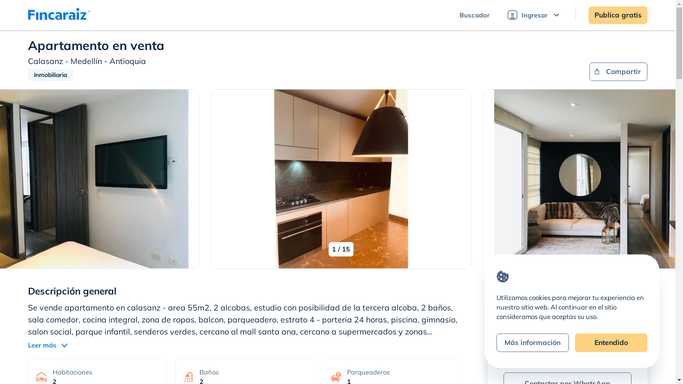 Fincaraíz
Buscador
Ingresar
Publica gratis
Apartamento en venta
Calasanz - Medellín - Antioquia
Inmobiliaria
Compartir
1 / 15
Descripción general
Se vende apartamento en calasanz - area 55m2, 2 alcobas, estudio con posibilidad de la tercera alcoba, 2 baños,
sala comedor, cocina integral, zona de ropas, balcon, parqueadero, estrato 4 - porteria 24 horas, piscina, gimnasio,
salon social, parque infantil, senderos verdes, cercano al mall santa ana, cercano a supermercados y zonas...
Leer más
Habitaciones
2
Baños
2
Parqueaderos
1
Utilizamos cookies para mejorar tu experiencia en
nuestro sitio web. Al continuar en el sitio
consideramos que aceptas su uso.
Más información
Entendido
Contactar por WhatsApp